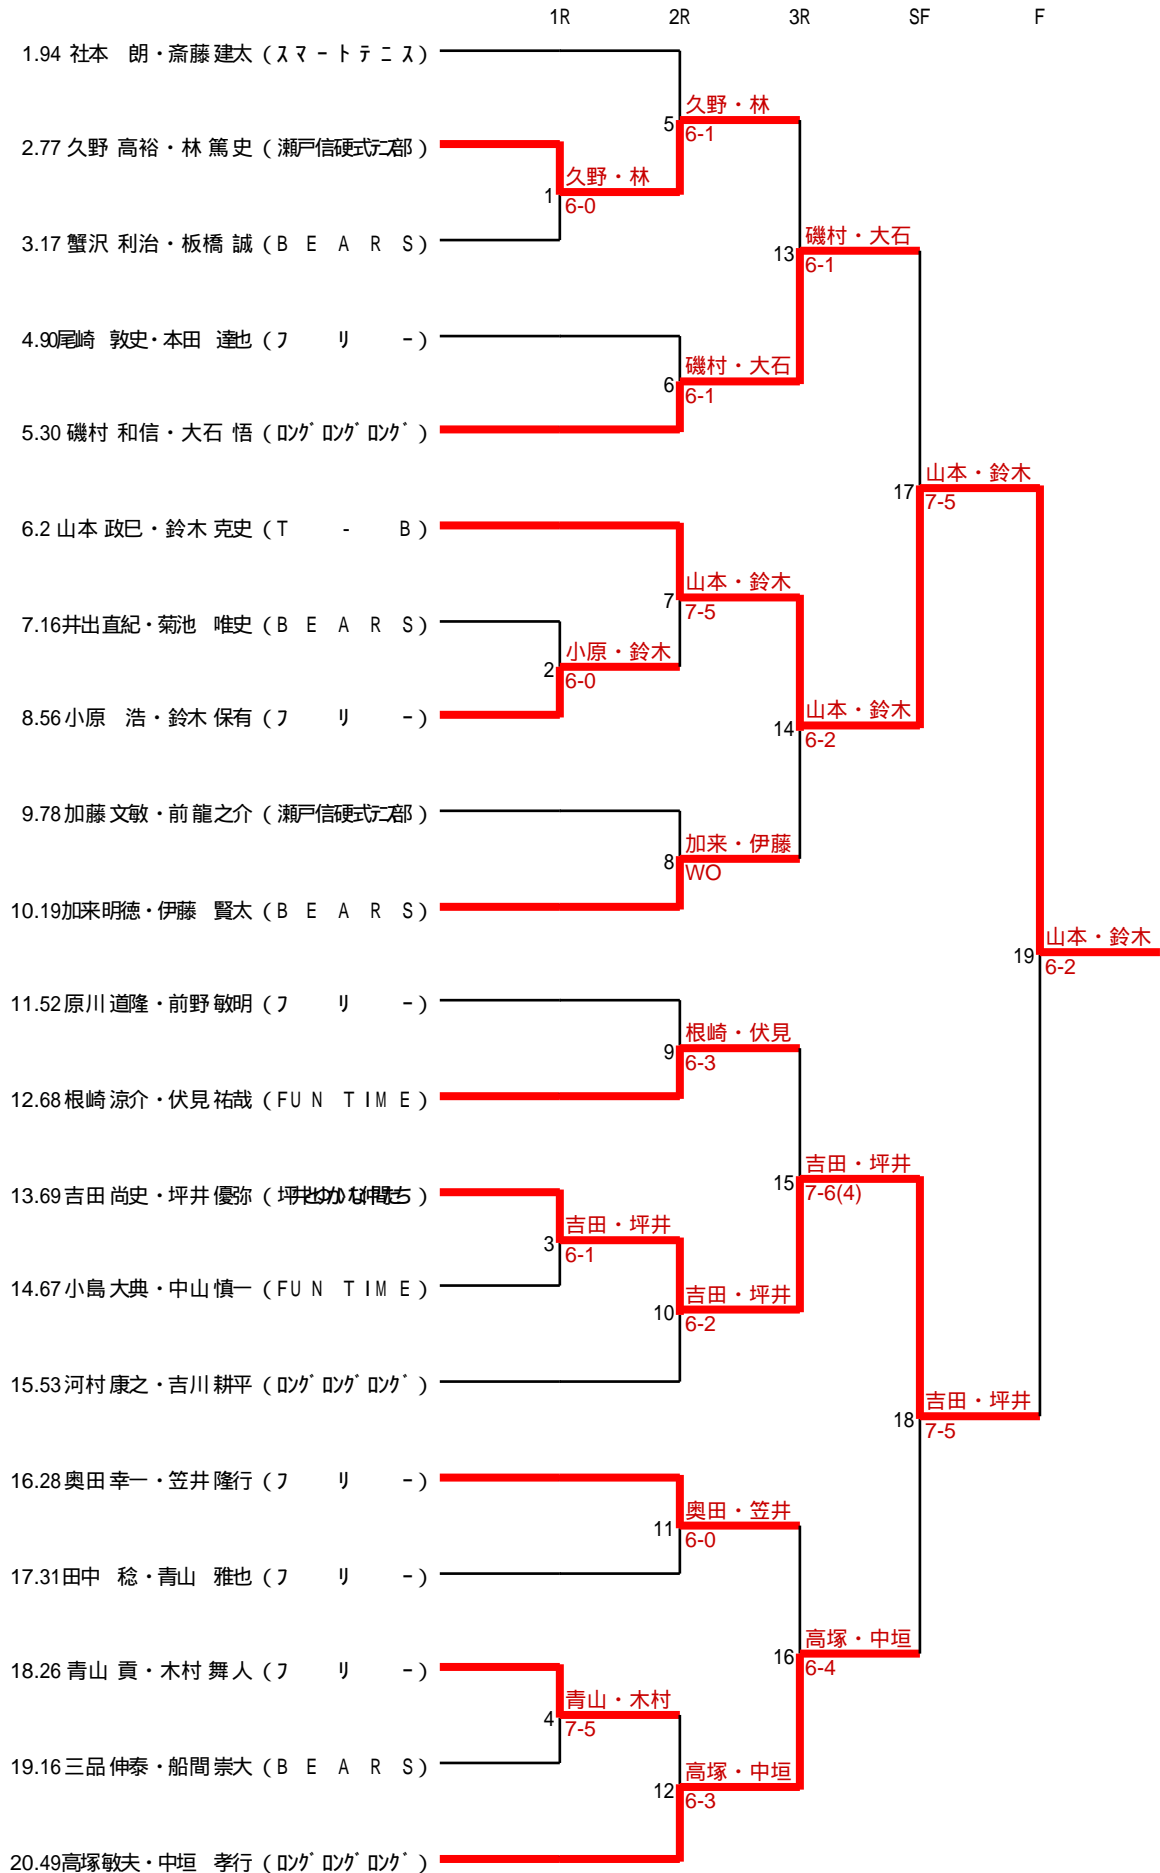 1R 2R 3R SF F
1.94 社本 朗・斎藤建太 (スマートテニス)
久野・林
5
6-1
2.77 久野 高裕・林 篤史 (瀬戸信硬式テニス部)
久野・林
1
6-0
3.17 蟹沢 利治・板橋 誠 (BEARS)
磯村・大石
13
6-1
4.90 尾崎 敦史・本田 達也 (フリー)
磯村・大石
6
6-1
5.30 磯村 和信・大石 悟 (ロングロングロング)
山本・鈴木
17
7-5
6.2 山本 政巳・鈴木 克史 (T-B)
山本・鈴木
7
7-5
7.16 井出直紀・菊池 唯史 (BEARS)
小原・鈴木
2
6-0
8.56 小原 浩・鈴木 保有 (フリー)
山本・鈴木
14
6-2
9.78 加藤 文敏・前 龍之介 (瀬戸信硬式テニス部)
加来・伊藤
8
WO
10.19 加来明徳・伊藤 賢太 (BEARS)
山本・鈴木
19
6-2
11.52 原川 道隆・前野 敏明 (フリー)
根崎・伏見
9
6-3
12.68 根崎 涼介・伏見 祐哉 (FUN TIME)
吉田・坪井
15
7-6(4)
13.69 吉田 尚史・坪井 優弥 (坪井とゆかいな仲間たち)
吉田・坪井
3
6-1
14.67 小島 大典・中山 慎一 (FUN TIME)
吉田・坪井
10
6-2
15.53 河村 康之・吉川 耕平 (ロングロングロング)
吉田・坪井
18
7-5
16.28 奥田 幸一・笠井 隆行 (フリー)
奥田・笠井
11
6-0
17.31 田中 稔・青山 雅也 (フリー)
高塚・中垣
16
6-4
18.26 青山 貢・木村 舞人 (フリー)
青山・木村
4
7-5
19.16 三品 伸泰・船間 崇大 (BEARS)
高塚・中垣
12
6-3
20.49 高塚敏夫・中垣 孝行 (ロングロングロング)